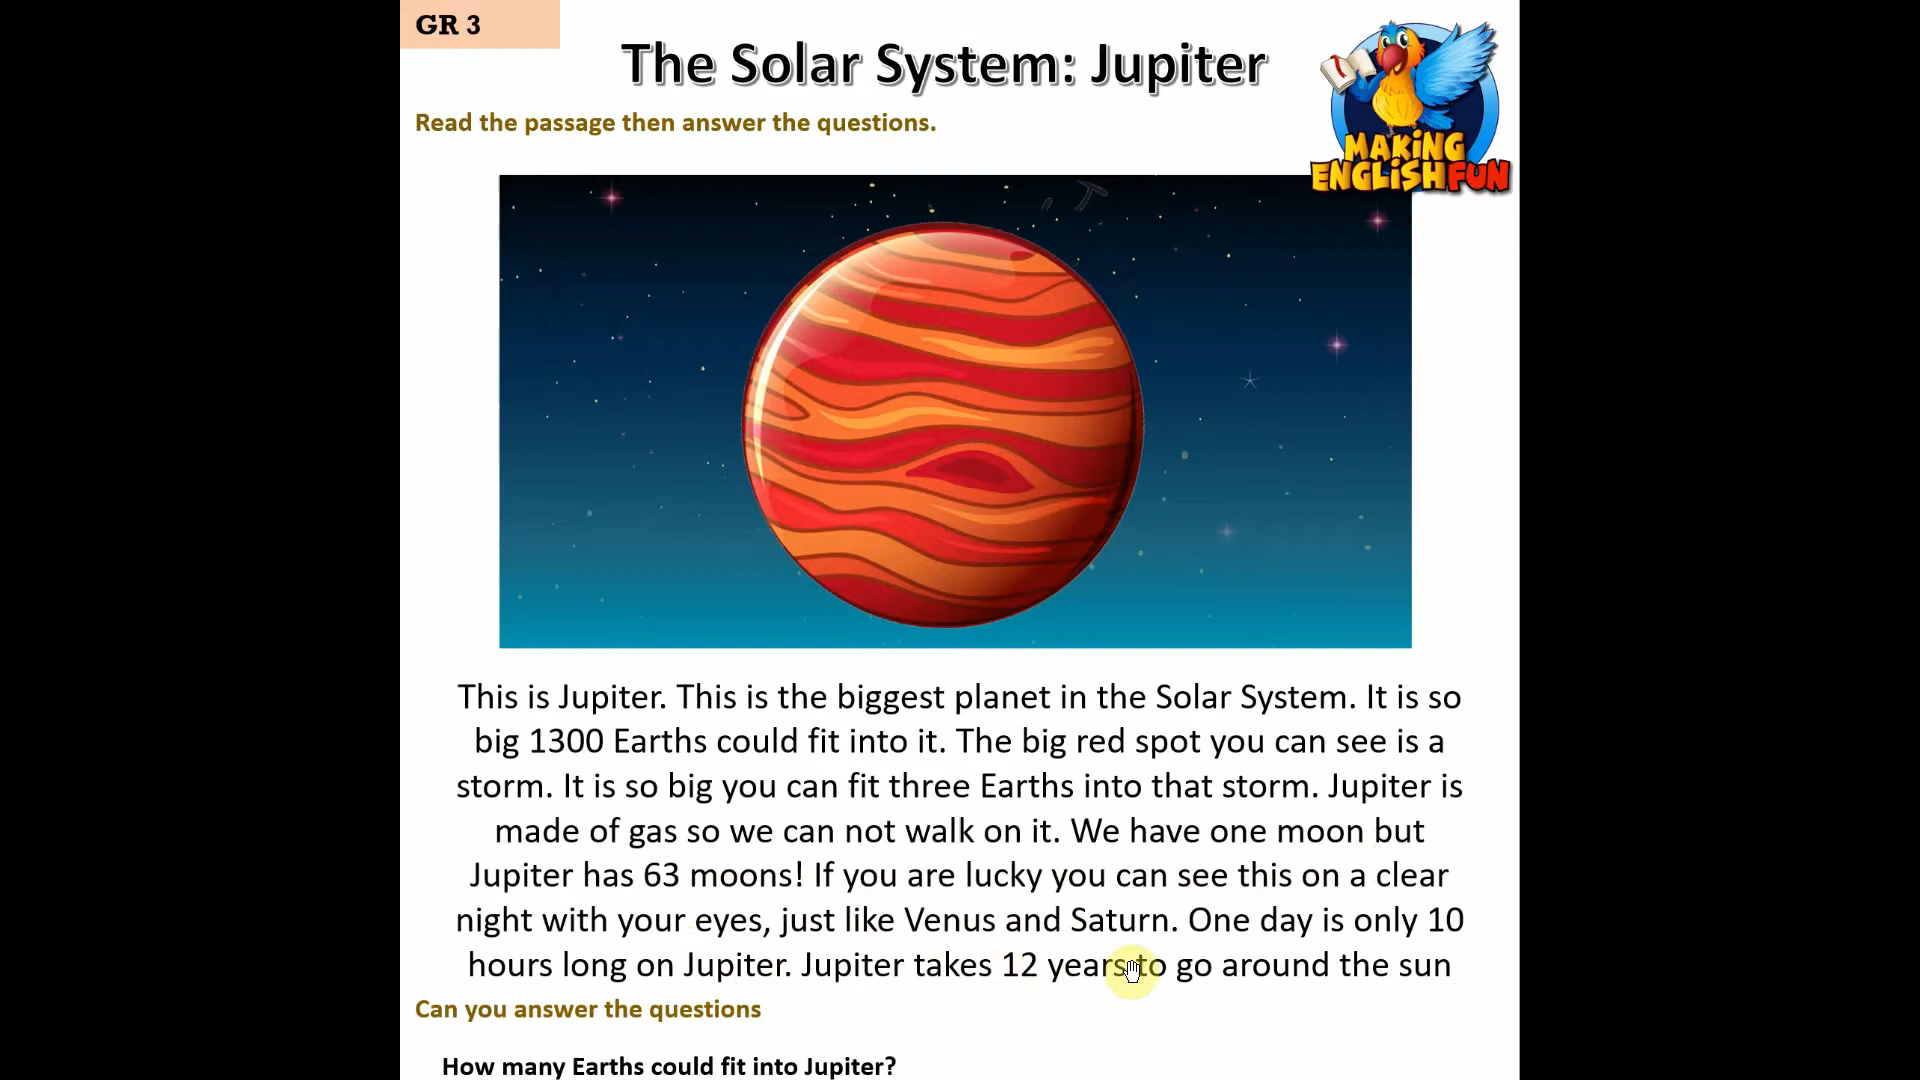 GR 3
The Solar System: Jupiter
Read the passage then answer the questions.
MAKiNG
ENGLiSHFUN
This is Jupiter. This is the biggest planet in the Solar System. It is so
big 1300 Earths could fit into it. The big red spot you can see is a
storm. It is so big you can fit three Earths into that storm. Jupiter is
made of gas so we can not walk on it. We have one moon but
Jupiter has 63 moons! If you are lucky you can see this on a clear
night with your eyes, just like Venus and Saturn. One day is only 10
hours long on Jupiter. Jupiter takes 12 years to go around the sun
Can you answer the questions
How many Earths could fit into Jupiter?